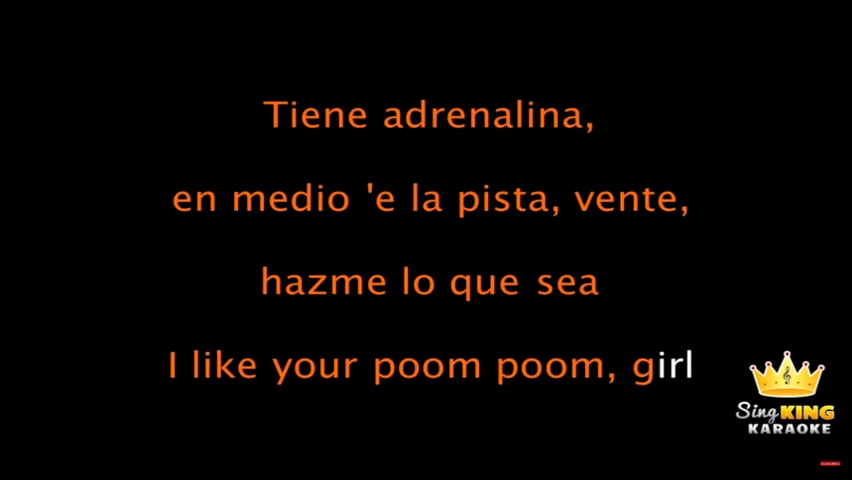 Tiene adrenalina,
en medio 'e la pista, vente,
hazme lo que sea
I like your poom poom, girl
Sing KING
KARAOKE
SUBSCRIBE